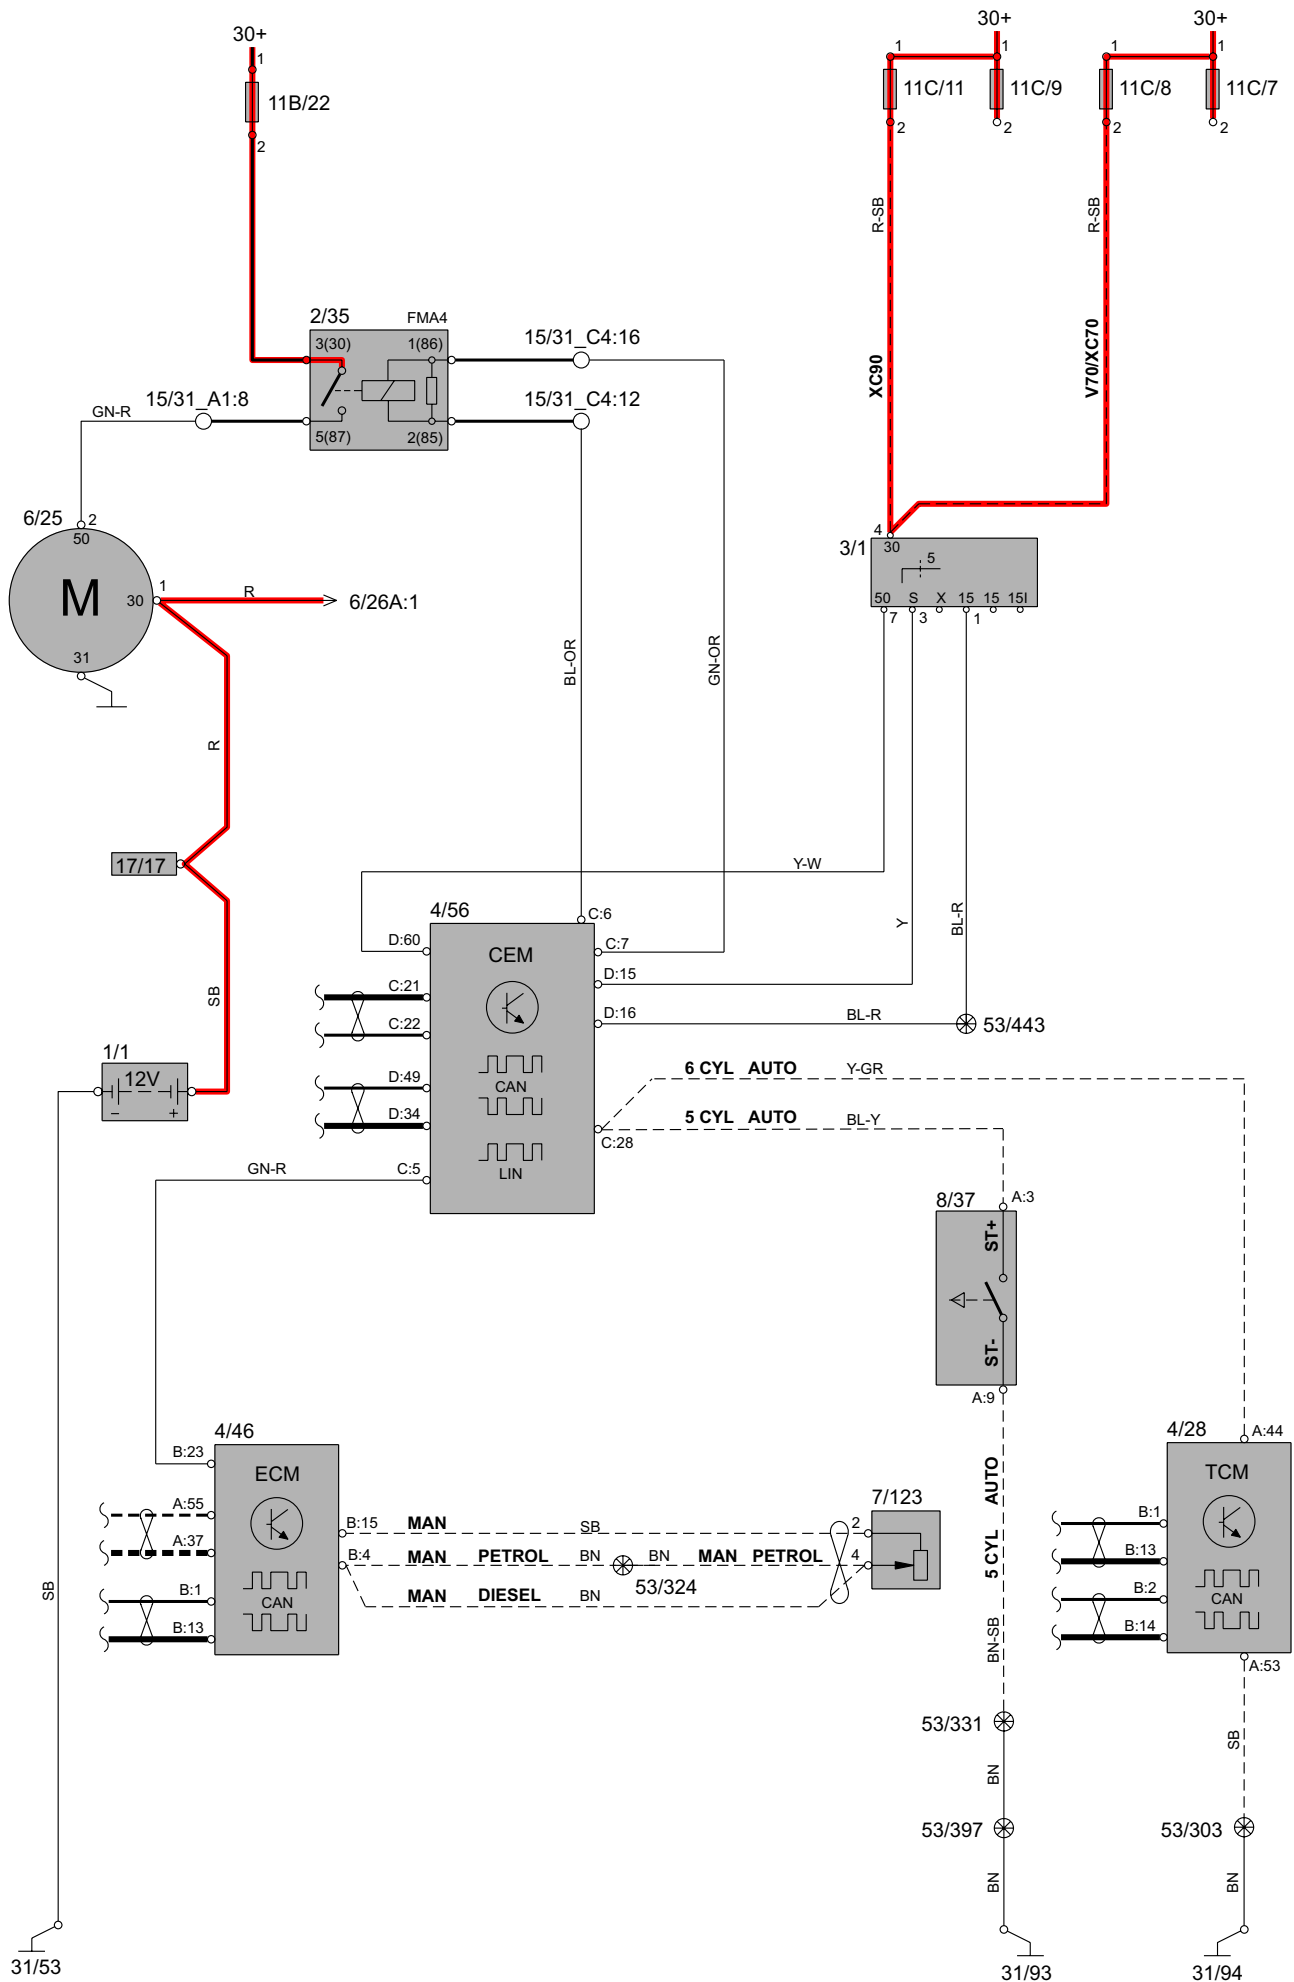 30+
30+
30+
1
1
1
1
1
11B/22
11C/11
11C/9
11C/8
11C/7
2
2
2
2
2
R-SB
R-SB
XC90
V70/XC70
2/35
FMA4
3(30)
1(86)
5(87)
2(85)
15/31_C4:16
15/31_C4:12
15/31_A1:8
GN-R
6/25
2
50
M
30
1
31
R
6/26A:1
BL-OR
GN-OR
3/1
4
30
5
50
S
X
15
15
15I
7
3
1
R
17/17
SB
1/1
12V
–
+
Y-W
Y
BL-R
4/56
C:6
CEM
D:60
C:7
C:21
D:15
C:22
D:16
BL-R
53/443
D:49
CAN
D:34
C:28
LIN
C:5
GN-R
6 CYL AUTO
Y-GR
5 CYL AUTO
BL-Y
8/37
A:3
ST+
ST-
A:9
4/46
B:23
ECM
A:55
A:37
B:1
CAN
B:13
B:15
MAN
SB
B:4
MAN PETROL
BN
BN
MAN PETROL
53/324
MAN DIESEL
BN
7/123
2
4
5 CYL AUTO
BN-SB
4/28
A:44
TCM
B:1
B:13
B:2
CAN
B:14
A:53
SB
53/331
BN
53/397
BN
SB
53/303
BN
31/53
31/93
31/94